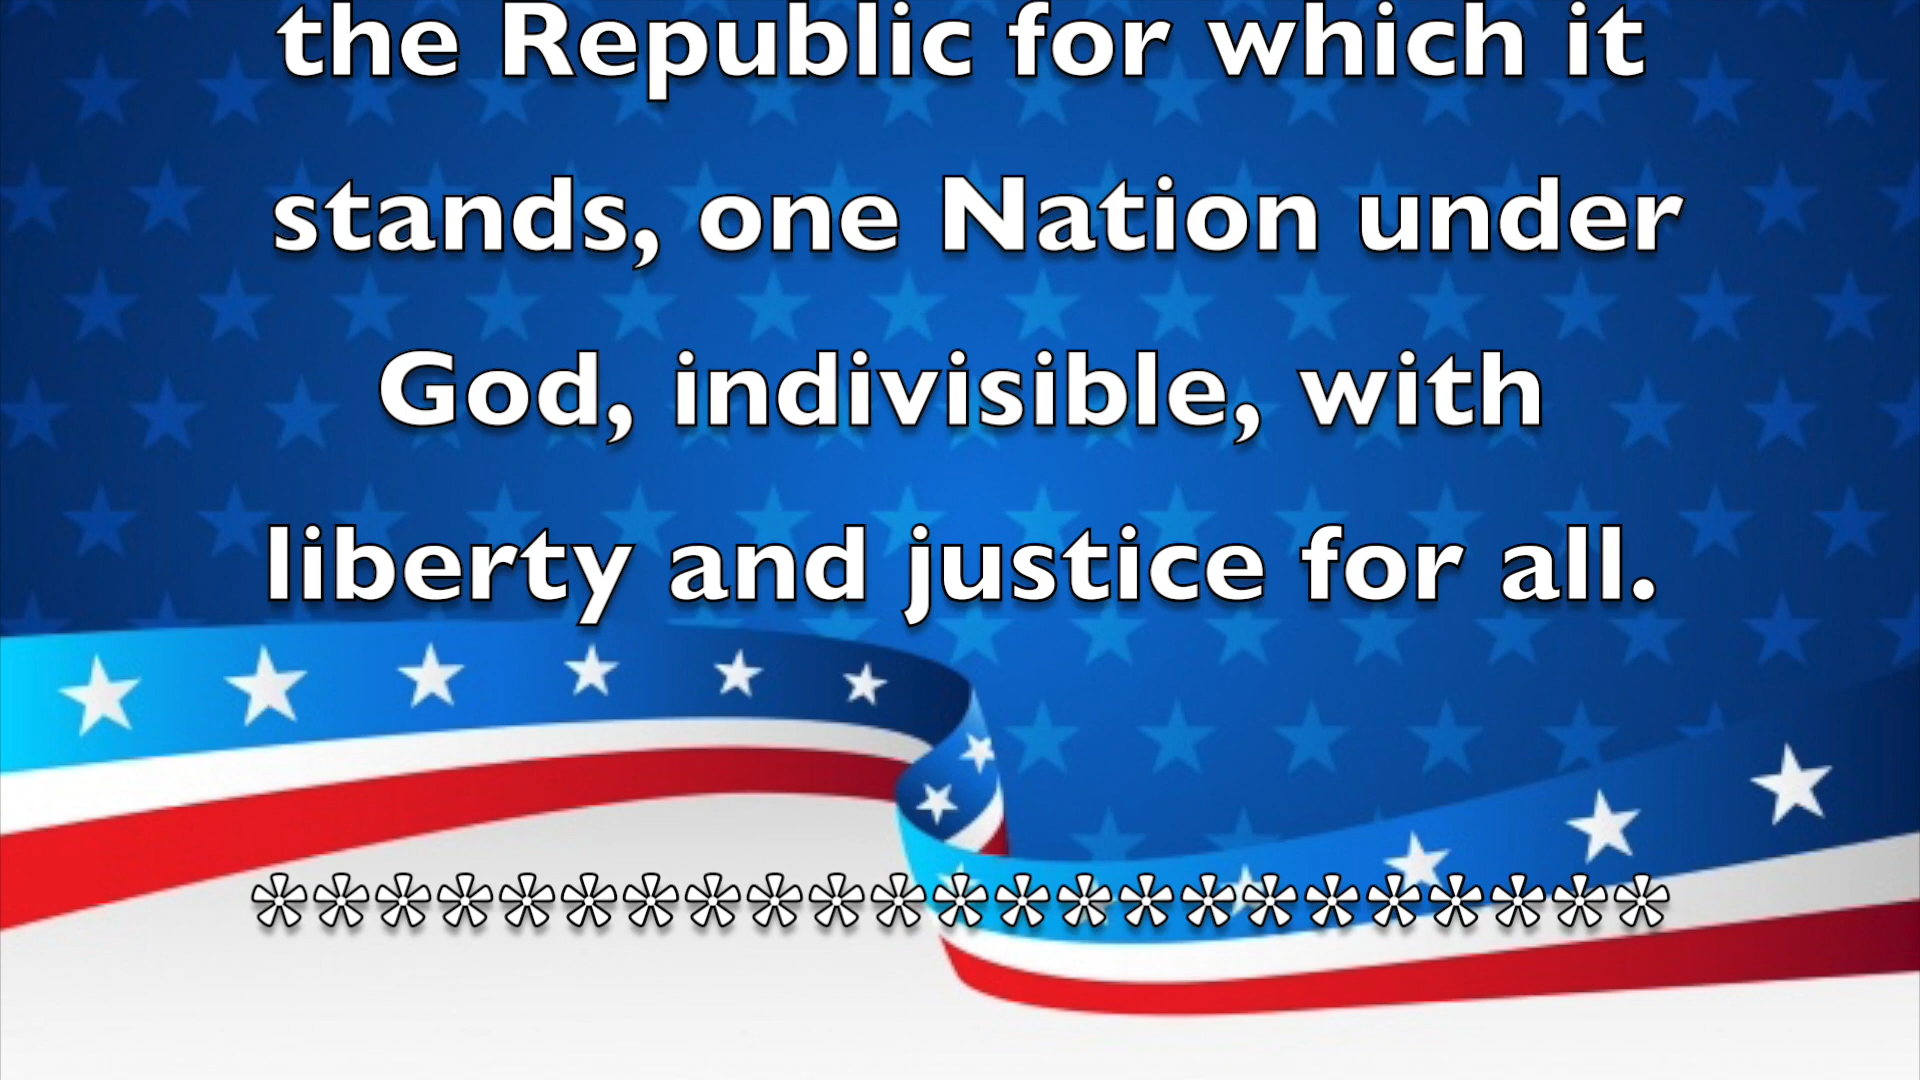 the Republic for which it
stands, one Nation under
God, indivisible, with
liberty and justice for all.
***********************